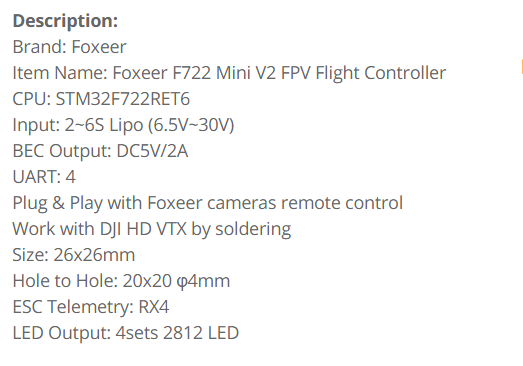 Description:
Brand: Foxeer
Item Name: Foxeer F722 Mini V2 FPV Flight Controller
CPU: STM32F722RET6
Input: 2~6S Lipo (6.5V~30V)
BEC Output: DC5V/2A
UART: 4
Plug & Play with Foxeer cameras remote control
Work with DJI HD VTX by soldering
Size: 26x26mm
Hole to Hole: 20x20 φ4mm
ESC Telemetry: RX4
LED Output: 4sets 2812 LED